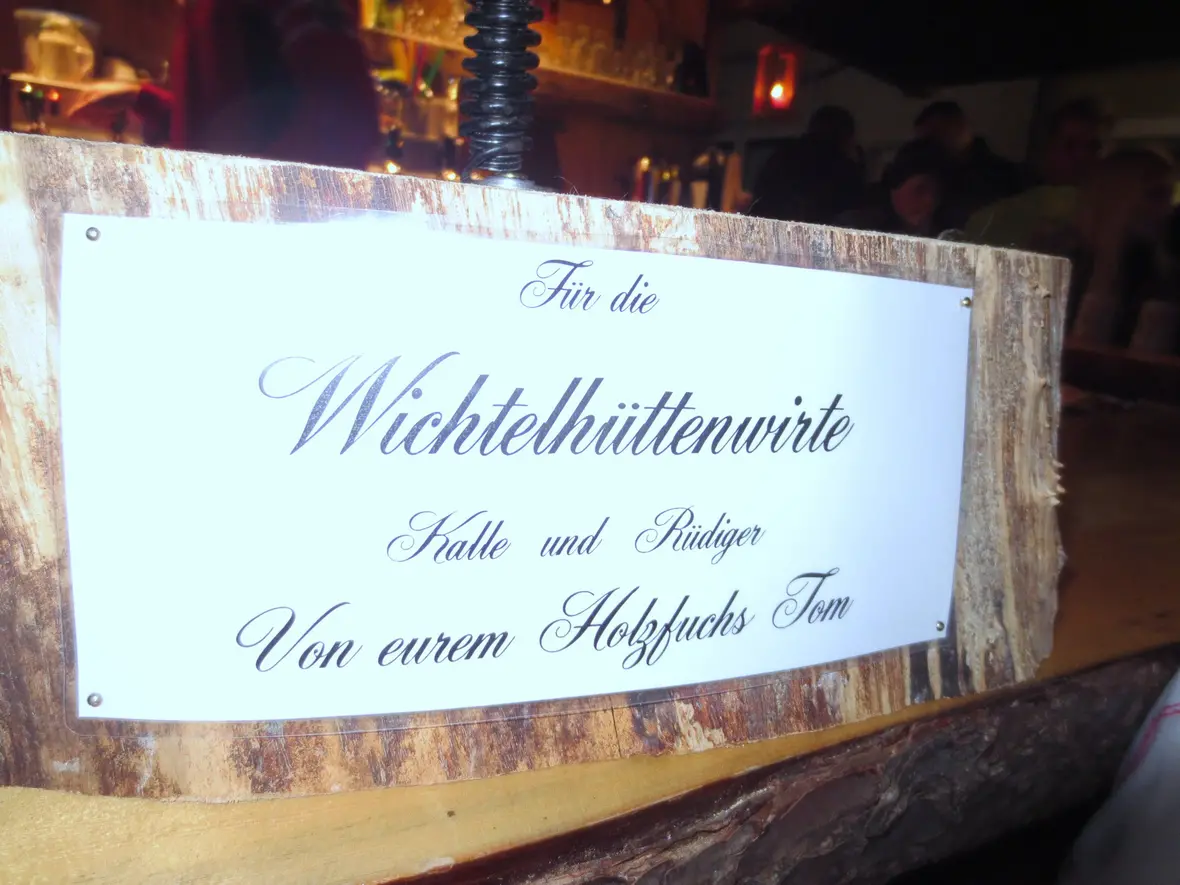 Für die
Wichtelhüttenwirte
Kalle und Rüdiger
Von eurem Holzfuchs Tom